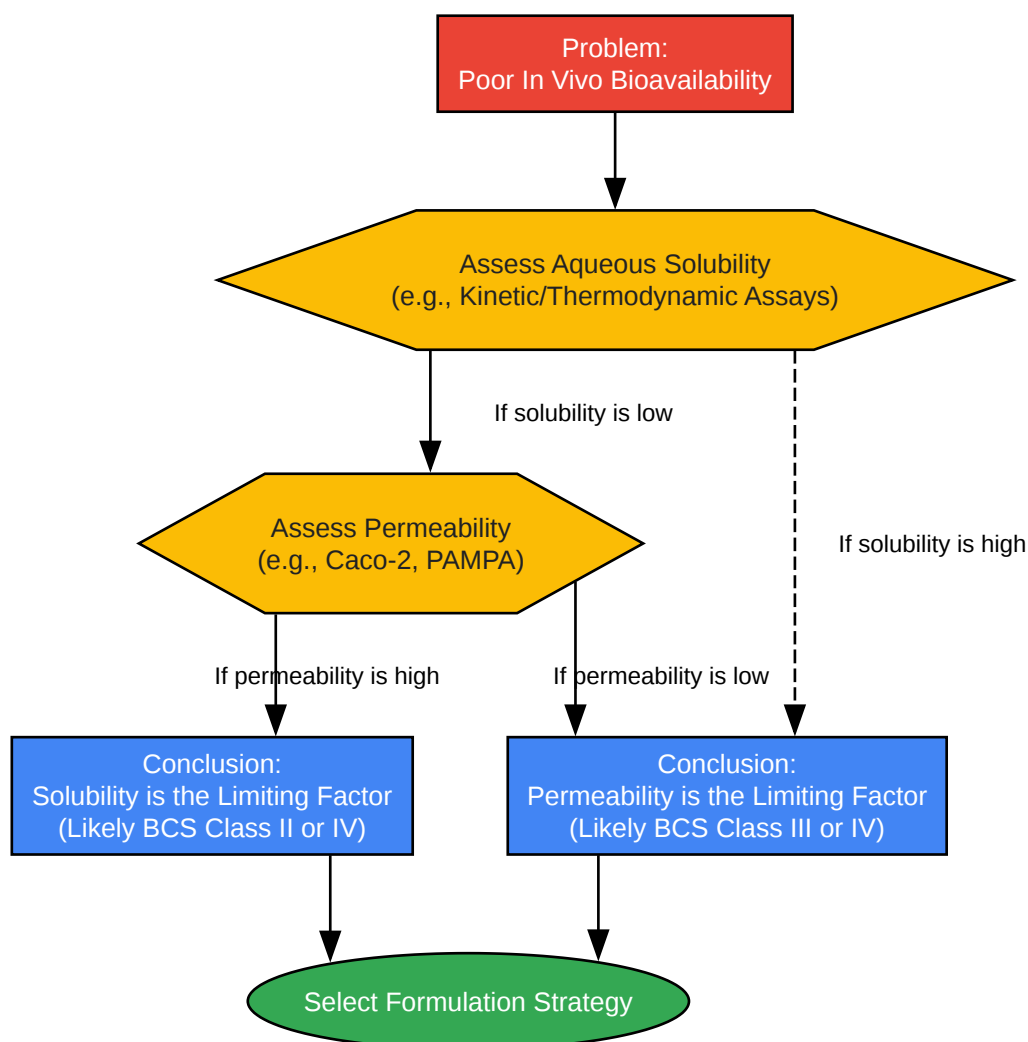 Problem:
Poor In Vivo Bioavailability
Assess Aqueous Solubility
(e.g., Kinetic/Thermodynamic Assays)
If solubility is low
Assess Permeability
(e.g., Caco-2, PAMPA)
If solubility is high
If permeability is high
If permeability is low
Conclusion:
Solubility is the Limiting Factor
(Likely BCS Class II or IV)
Conclusion:
Permeability is the Limiting Factor
(Likely BCS Class III or IV)
Select Formulation Strategy